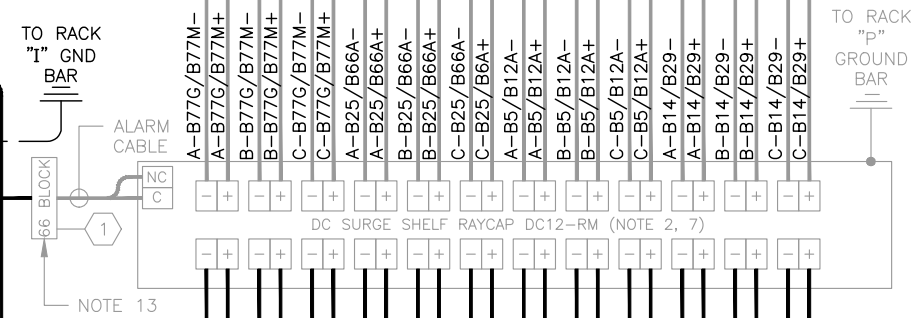 TO RACK
"I" GND
BAR
ALARM
CABLE
A-B77G/B77M-
A-B77G/B77M+
B-B77G/B77M-
B-B77G/B77M+
C-B77G/B77M-
C-B77G/B77M+
A-B25/B66A-
A-B25/B66A+
B-B25/B66A-
B-B25/B66A+
C-B25/B66A-
C-B25/B6A+
A-B5/B12A-
A-B5/B12A+
B-B5/B12A-
B-B5/B12A+
C-B5/B12A-
C-B5/B12A+
A-B14/B29-
A-B14/B29+
B-B14/B29-
B-B14/B29+
C-B14/B29-
C-B14/B29+
TO RACK
"P"
GROUND
BAR
66 BLOCK
NC
C
1
- + - + - + - + - + - + - + - + - + - + - + - +
DC SURGE SHELF RAYCAP DC12-RM (NOTE 2, 7)
- + - + - + - + - + - + - + - + - + - + - + - +
NOTE 13